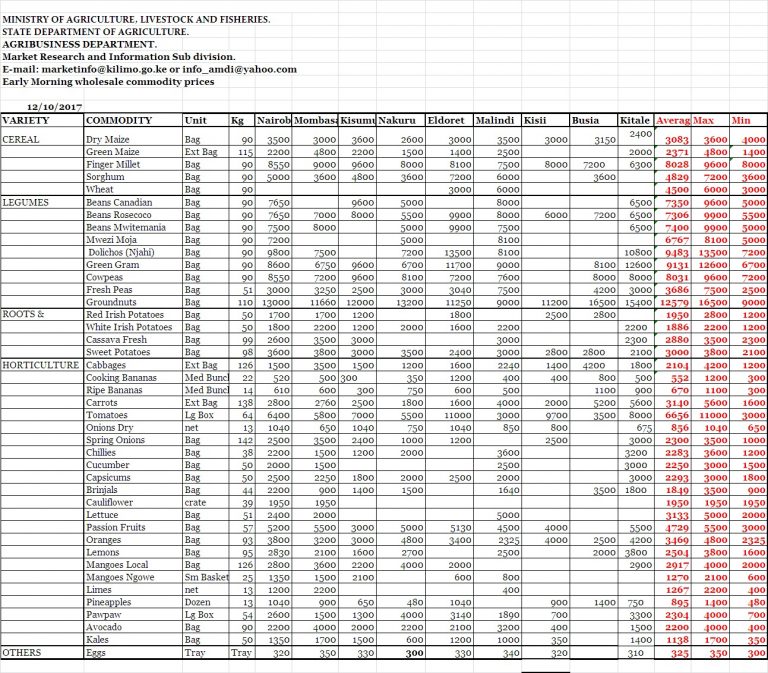 MINISTRY OF AGRICULTURE, LIVESTOCK AND FISHERIES.
STATE DEPARTMENT OF AGRICULTURE.
AGRIBUSINESS DEPARTMENT.
Market Research and Information Sub division.
E-mail: marketinfo@kilimo.go.ke or info_amdi@yahoo.com
Early Morning wholesale commodity prices
12/10/2017
VARIETY COMMODITY Unit Kg Nairob Mombasa Kisumu Nakuru Eldoret Malindi Kisii Busia Kitale Averag Max Min
CEREAL Dry Maize Bag 90 3500 3000 3600 2600 3000 3500 3000 3150 2400 3083 3600 4000
Green Maize Ext Bag 115 2200 4800 2200 1500 1400 2500 2000 2371 4800 1400
Finger Millet Bag 90 8550 9000 9600 8000 8100 7500 8000 7200 6300 8028 9600 8000
Sorghum Bag 90 5000 3600 4800 3600 7200 6000 3600 4829 7200 3600
Wheat Bag 90 3000 6000 4500 6000 3000
LEGUMES Beans Canadian Bag 90 7650 9600 5000 8000 6500 7350 9600 5000
Beans Rosecoco Bag 90 7650 7000 8000 5500 9900 8000 6000 7200 6500 7306 9900 5500
Beans Mwitemania Bag 90 7500 8000 5000 9900 7500 6500 7400 9900 5000
Mwezi Moja Bag 90 7200 5000 8100 6767 8100 5000
Dolichos (Njahi) Bag 90 9800 7500 7200 13500 8100 10800 9483 13500 7200
Green Gram Bag 90 8600 6750 9600 6700 11700 9000 8100 12600 9131 12600 6700
Cowpeas Bag 90 8550 7200 9600 8100 7200 7600 8000 8000 8031 9600 7200
Fresh Peas Bag 51 3000 3250 2500 3000 3040 7500 4200 3000 3686 7500 2500
Groundnuts Bag 110 13000 11660 12000 13200 11250 9000 11200 16500 15400 12579 16500 9000
ROOTS & Red Irish Potatoes Bag 50 1700 1700 1200 1800 2500 2800 1950 2800 1200
White Irish Potatoes Bag 50 1800 2200 1200 2000 1600 2200 2200 1886 2200 1200
Cassava Fresh Bag 99 2600 3500 3000 3000 2300 2880 3500 2300
Sweet Potatoes Bag 98 3600 3800 3000 3500 2400 3000 2800 2800 2100 3000 3800 2100
HORTICULTURE Cabbages Ext Bag 126 1500 3500 1500 1200 1600 2240 1400 4200 1800 2104 4200 1200
Cooking Bananas Med Bunch 22 520 500 300 350 1200 400 400 800 500 552 1200 300
Ripe Bananas Med Bunch 14 610 600 300 750 600 500 1100 900 670 1100 300
Carrots Ext Bag 138 2800 2760 2500 1800 1600 4000 2000 5200 5600 3140 5600 1600
Tomatoes Lg Box 64 6400 5800 7000 5500 11000 3000 9700 3500 8000 6656 11000 3000
Onions Dry net 13 1040 650 1040 750 1040 850 800 675 856 1040 650
Spring Onions Bag 142 2500 3500 2400 1000 1200 2500 3000 2300 3500 1000
Chillies Bag 38 2200 1500 1200 2000 3600 3200 2283 3600 1200
Cucumber Bag 50 2000 1500 2500 3000 2250 3000 1500
Capsicums Bag 50 2500 2250 1800 2000 2500 2000 3000 2293 3000 1800
Brinjals Bag 44 2200 900 1400 1500 1640 3500 1800 1849 3500 900
Cauliflower crate 39 1950 1950 1950 1950 1950
Lettuce Bag 51 2400 2000 5000 3133 5000 2000
Passion Fruits Bag 57 5200 5500 3000 5000 5130 4500 4000 5500 4729 5500 3000
Oranges Bag 93 3800 3200 3000 4800 3400 2325 4000 2500 4200 3469 4800 2325
Lemons Bag 95 2830 2100 1600 2700 2500 2000 3800 2504 3800 1600
Mangoes Local Bag 126 2800 3600 2200 4000 2000 2900 2917 4000 2000
Mangoes Ngowe Sm Basket 25 1350 1500 2100 600 800 1270 2100 600
Limes net 13 1200 2200 400 1267 2200 400
Pineapples Dozen 13 1040 900 650 480 1040 900 1400 750 895 1400 480
Pawpaw Lg Box 54 2600 1500 1300 4000 3140 1890 700 3300 2304 4000 700
Avocado Bag 90 2200 4000 2000 2200 2100 3200 400 1500 2200 4000 400
Kales Bag 50 1350 1700 1500 600 1200 1000 350 1400 1138 1700 350
OTHERS Eggs Tray Tray 320 350 330 300 330 340 320 310 325 350 300